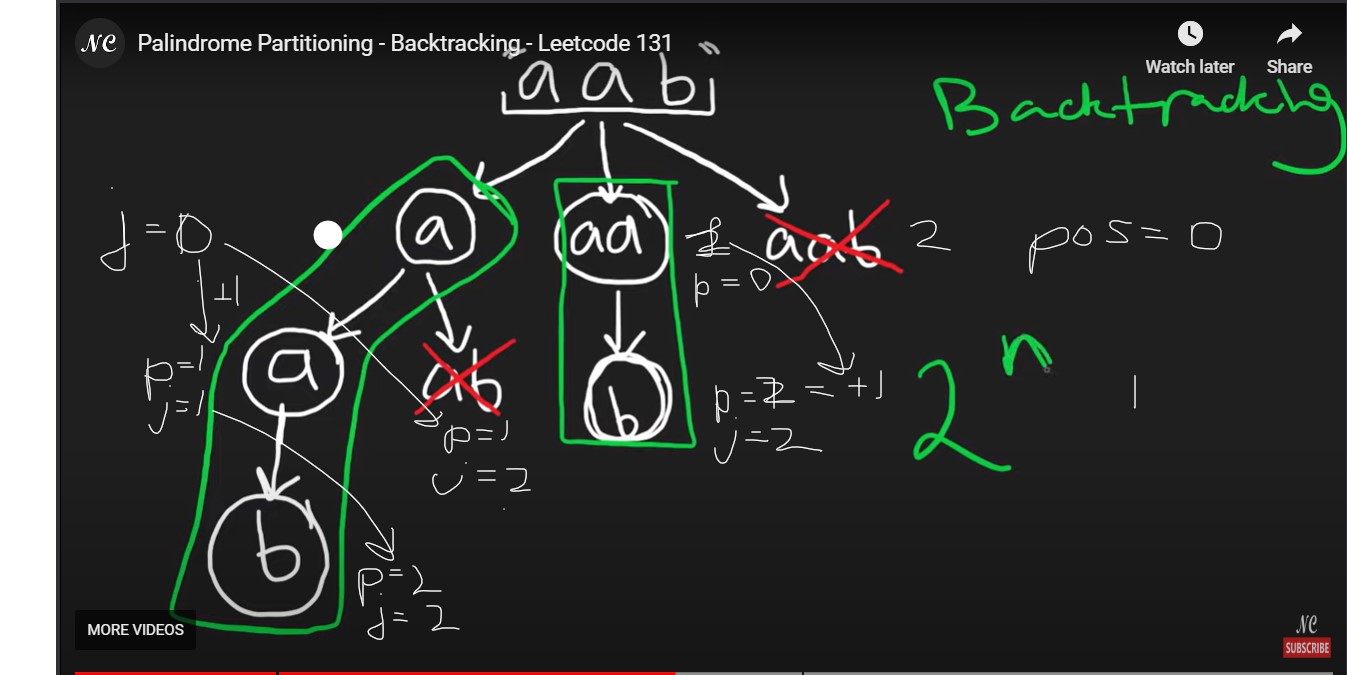 NC Palindrome Partitioning - Backtracking - Leetcode 131
Watch later Share
"aab"
Backtracking
j = 0
a
aa
aab 2
pos = 0
p = 0
+1
p=1
j=1
a
ab
p=1
j=2
b
p=2 = +1
j=2
2^n
1
b
p=2
j=2
MORE VIDEOS
NC
SUBSCRIBE